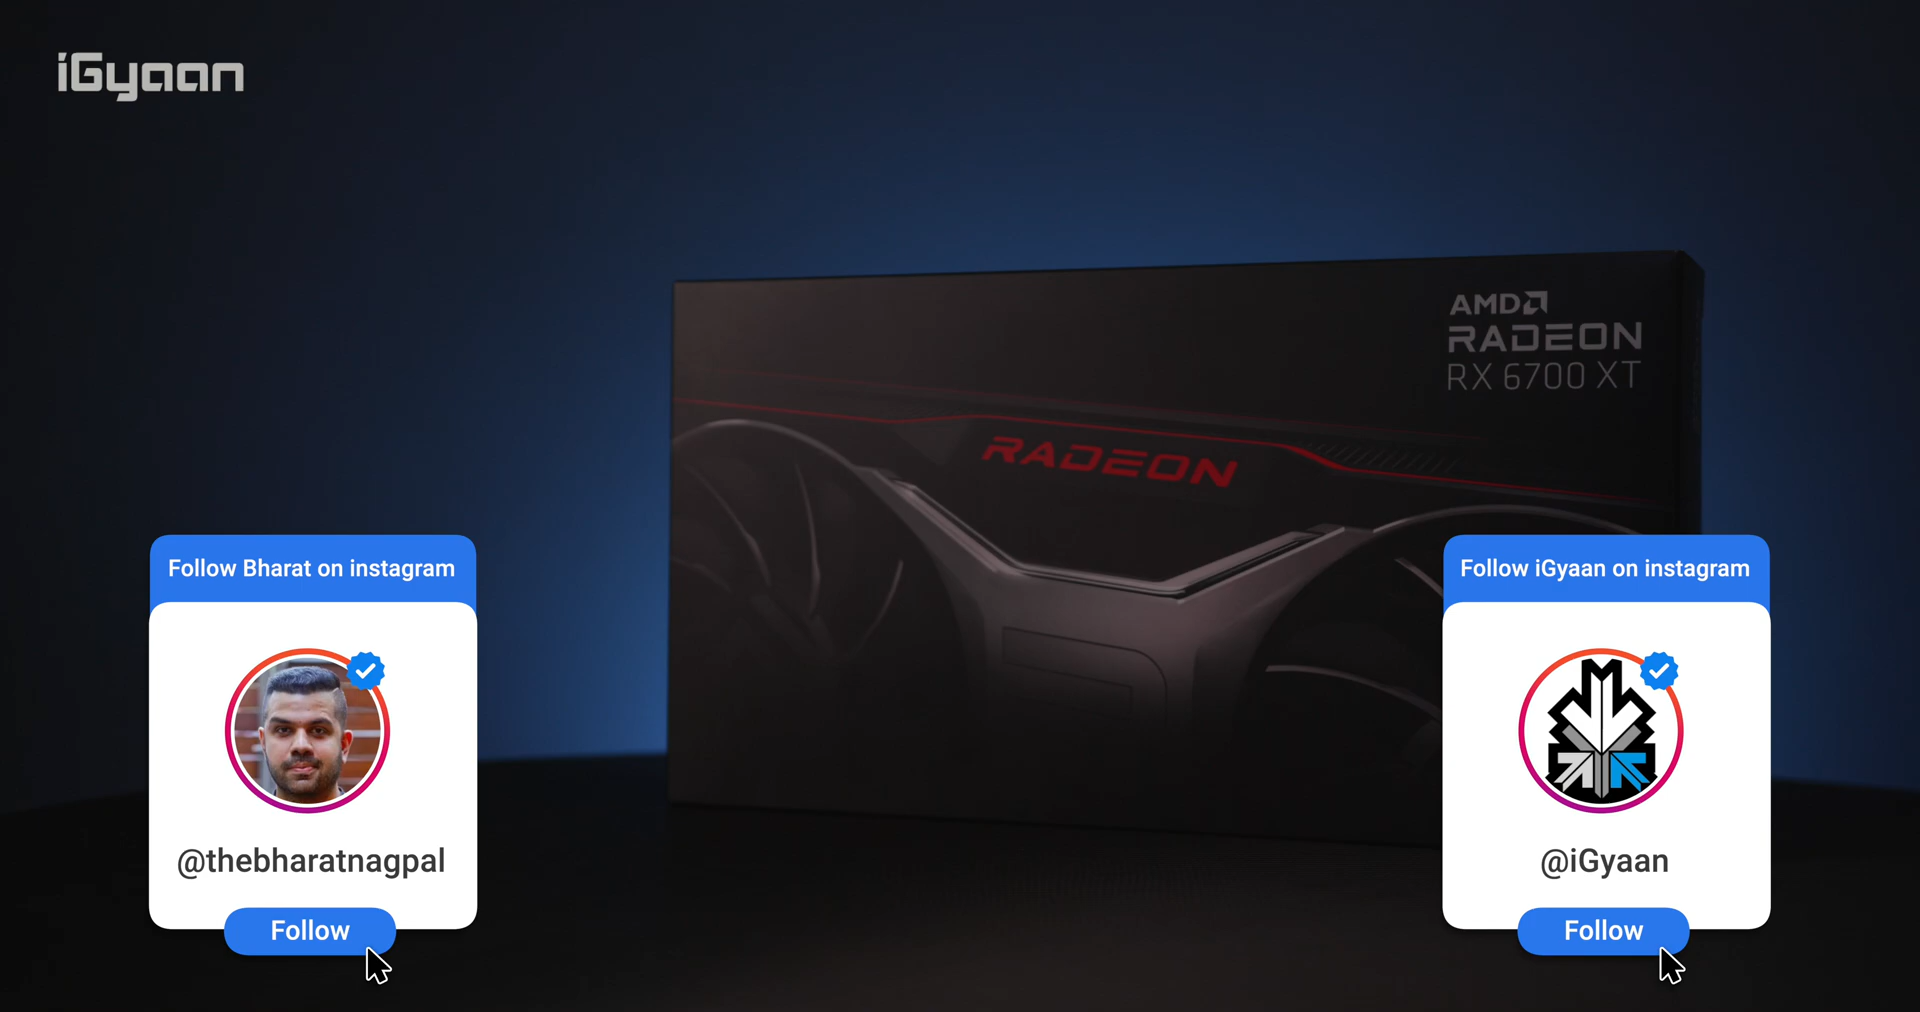 iGyaan
AMD
RADEON
RX 6700 XT
RADEON
Follow Bharat on instagram
@thebharatnagpal
Follow
Follow iGyaan on instagram
@iGyaan
Follow